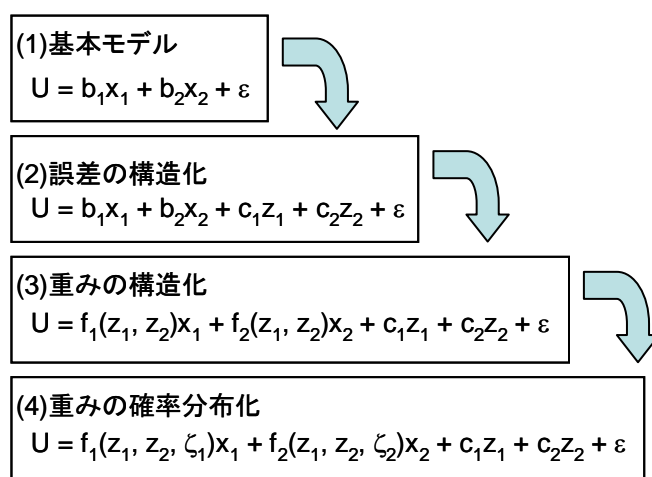 (1)基本モデル
U = b₁x₁ + b₂x₂ + ε
(2)誤差の構造化
U = b₁x₁ + b₂x₂ + c₁z₁ + c₂z₂ + ε
(3)重みの構造化
U = f₁(z₁, z₂)x₁ + f₂(z₁, z₂)x₂ + c₁z₁ + c₂z₂ + ε
(4)重みの確率分布化
U = f₁(z₁, z₂, ζ₁)x₁ + f₂(z₁, z₂, ζ₂)x₂ + c₁z₁ + c₂z₂ + ε